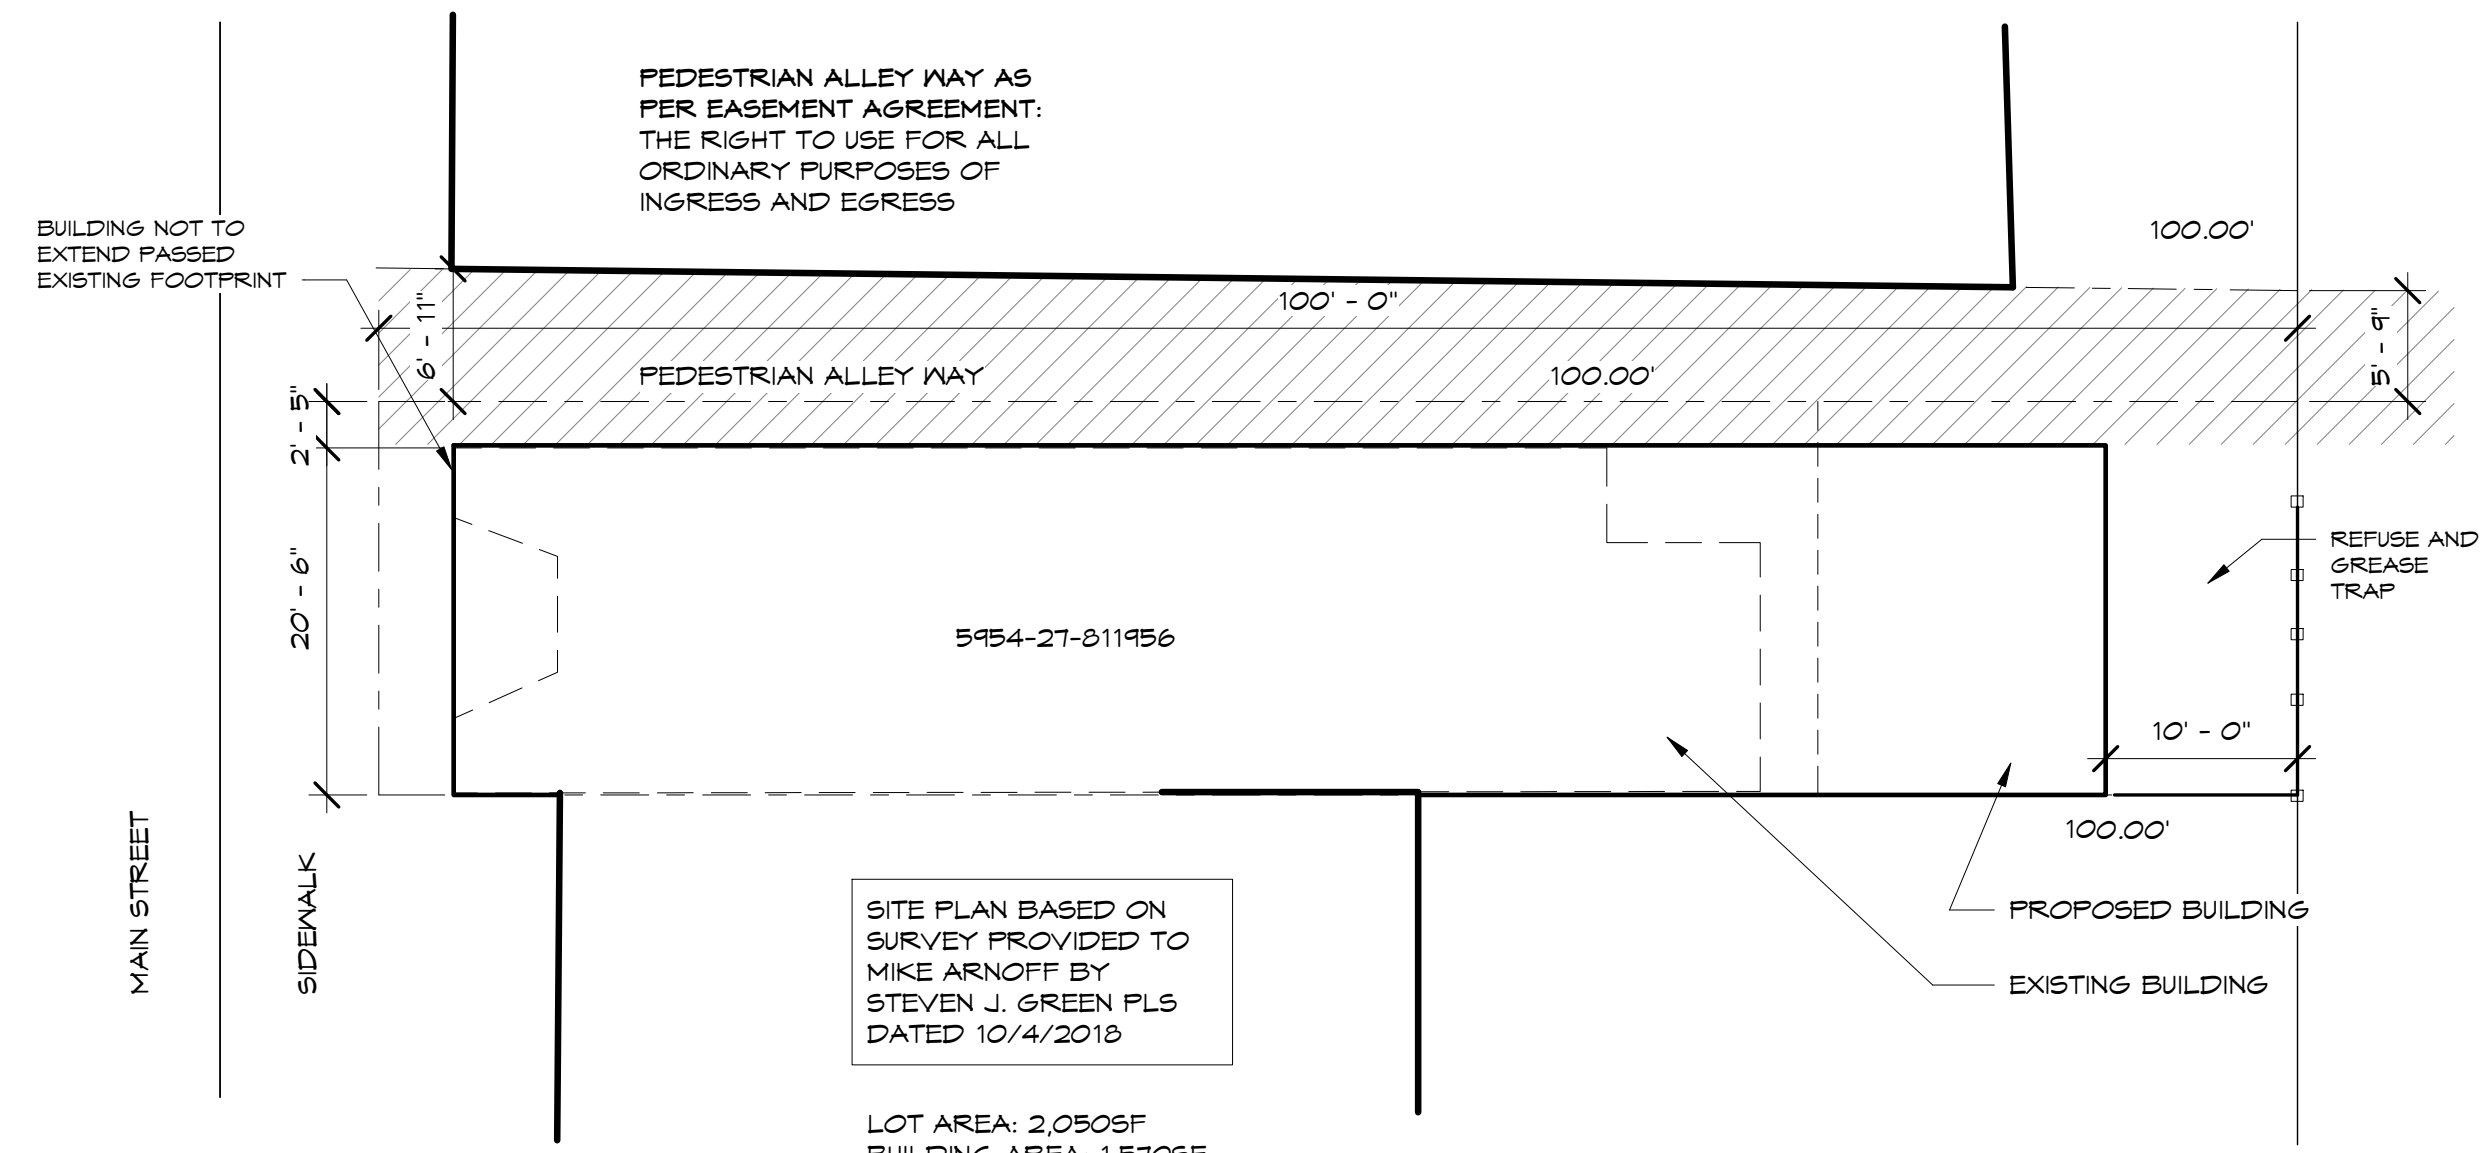 PEDESTRIAN ALLEY WAY AS
PER EASEMENT AGREEMENT:
THE RIGHT TO USE FOR ALL
ORDINARY PURPOSES OF
INGRESS AND EGRESS
BUILDING NOT TO
EXTEND PASSED
EXISTING FOOTPRINT
100.00'
6' - 11"
100' - 0"
5' - 9"
PEDESTRIAN ALLEY WAY
100.00'
2' - 5"
20' - 6"
5954-27-811956
REFUSE AND
GREASE
TRAP
10' - 0"
100.00'
MAIN STREET
SIDEWALK
PROPOSED BUILDING
EXISTING BUILDING
SITE PLAN BASED ON
SURVEY PROVIDED TO
MIKE ARNOFF BY
STEVEN J. GREEN PLS
DATED 10/4/2018
LOT AREA: 2,050SF
BUILDING AREA: 1,570SF